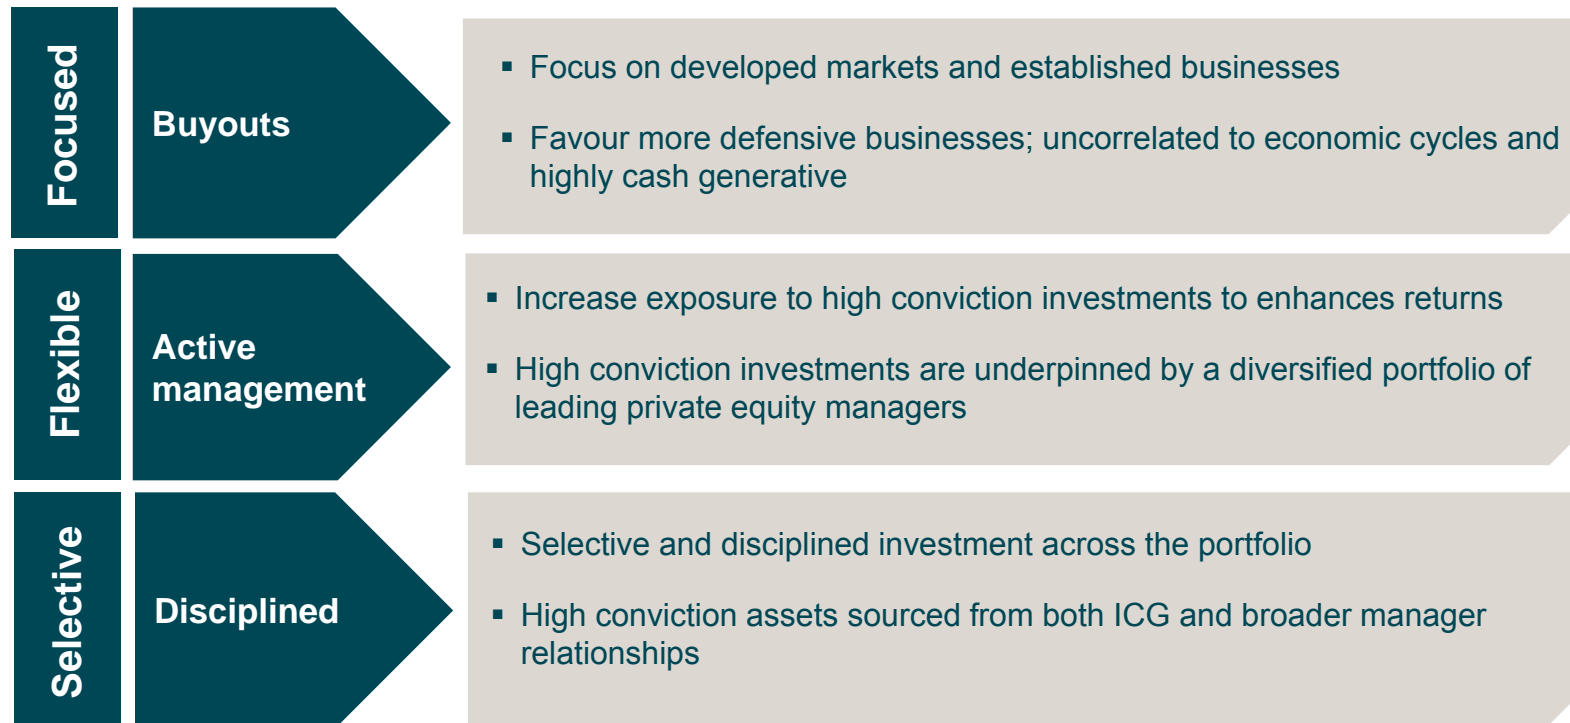 Focused
Buyouts
▪ Focus on developed markets and established businesses
▪ Favour more defensive businesses; uncorrelated to economic cycles and
highly cash generative
Flexible
Active
management
▪ Increase exposure to high conviction investments to enhances returns
▪ High conviction investments are underpinned by a diversified portfolio of
leading private equity managers
Selective
Disciplined
▪ Selective and disciplined investment across the portfolio
▪ High conviction assets sourced from both ICG and broader manager
relationships